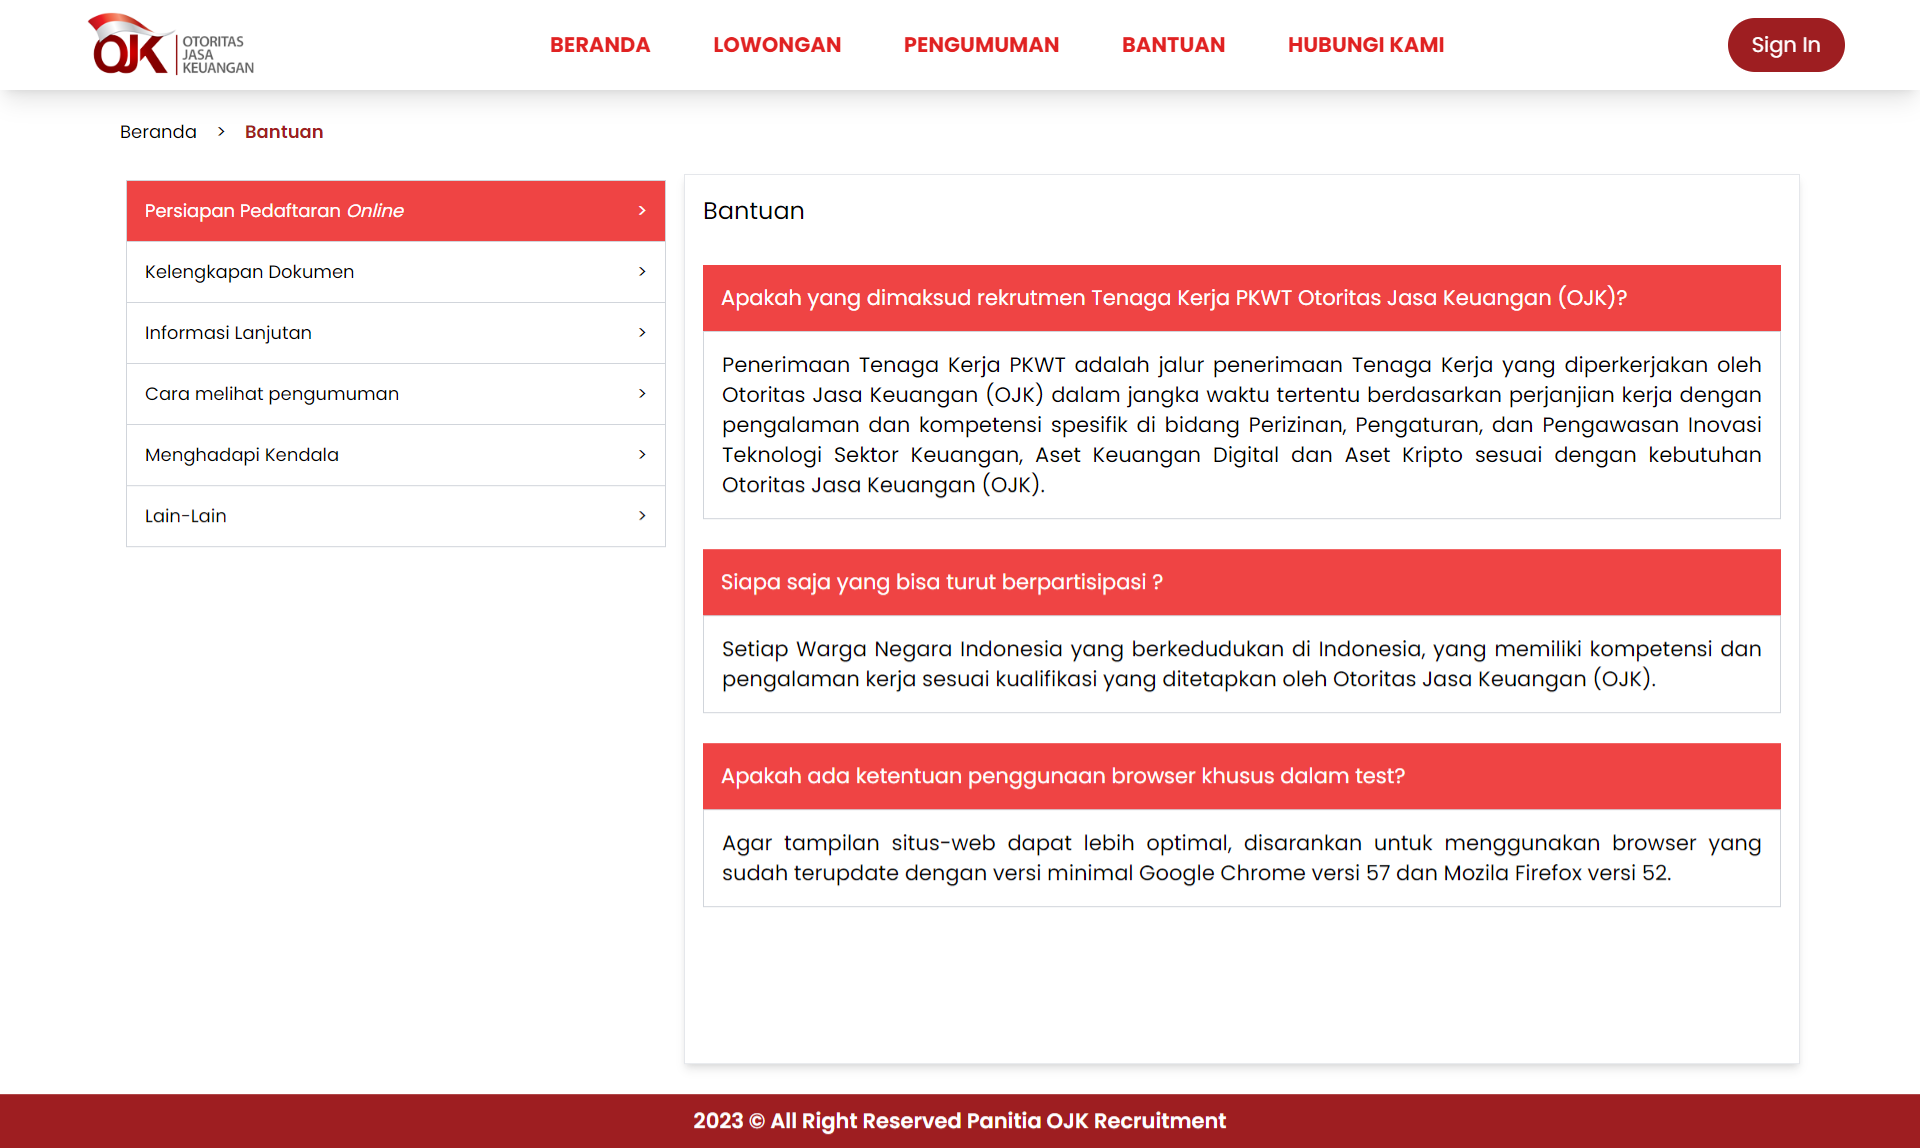 OJK
OTORITAS
JASA
KEUANGAN
BERANDA
LOWONGAN
PENGUMUMAN
BANTUAN
HUBUNGI KAMI
Sign In
Beranda > Bantuan
Persiapan Pedaftaran Online >
Kelengkapan Dokumen >
Informasi Lanjutan >
Cara melihat pengumuman >
Menghadapi Kendala >
Lain-Lain >
Bantuan
Apakah yang dimaksud rekrutmen Tenaga Kerja PKWT Otoritas Jasa Keuangan (OJK)?
Penerimaan Tenaga Kerja PKWT adalah jalur penerimaan Tenaga Kerja yang diperkerjakan oleh
Otoritas Jasa Keuangan (OJK) dalam jangka waktu tertentu berdasarkan perjanjian kerja dengan
pengalaman dan kompetensi spesifik di bidang Perizinan, Pengaturan, dan Pengawasan Inovasi
Teknologi Sektor Keuangan, Aset Keuangan Digital dan Aset Kripto sesuai dengan kebutuhan
Otoritas Jasa Keuangan (OJK).
Siapa saja yang bisa turut berpartisipasi ?
Setiap Warga Negara Indonesia yang berkedudukan di Indonesia, yang memiliki kompetensi dan
pengalaman kerja sesuai kualifikasi yang ditetapkan oleh Otoritas Jasa Keuangan (OJK).
Apakah ada ketentuan penggunaan browser khusus dalam test?
Agar tampilan situs-web dapat lebih optimal, disarankan untuk menggunakan browser yang
sudah terupdate dengan versi minimal Google Chrome versi 57 dan Mozila Firefox versi 52.
2023 © All Right Reserved Panitia OJK Recruitment